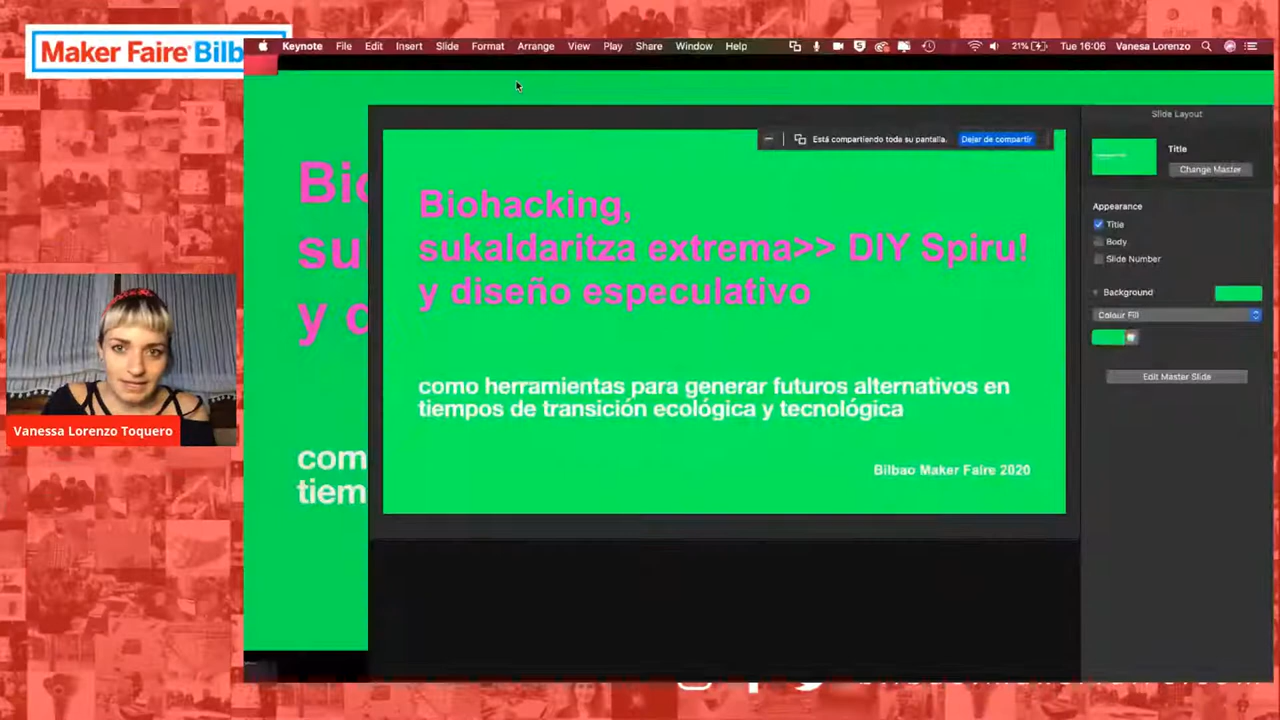 Maker Faire Bilb
Keynote File Edit Insert Slide Format Arrange View Play Share Window Help 21% Tue 16:06 Vanesa Lorenzo
Slide Layout
Está compartiendo toda su pantalla. Dejar de compartir
Title
Change Master
Bio
su
y d
com
tiem
Biohacking,
sukaldaritza extrema>> DIY Spiru!
y diseño especulativo
como herramientas para generar futuros alternativos en
tiempos de transición ecológica y tecnológica
Bilbao Maker Faire 2020
Appearance
Title
Body
Slide Number
Background
Colour Fill
Edit Master Slide
Vanessa Lorenzo Toquero